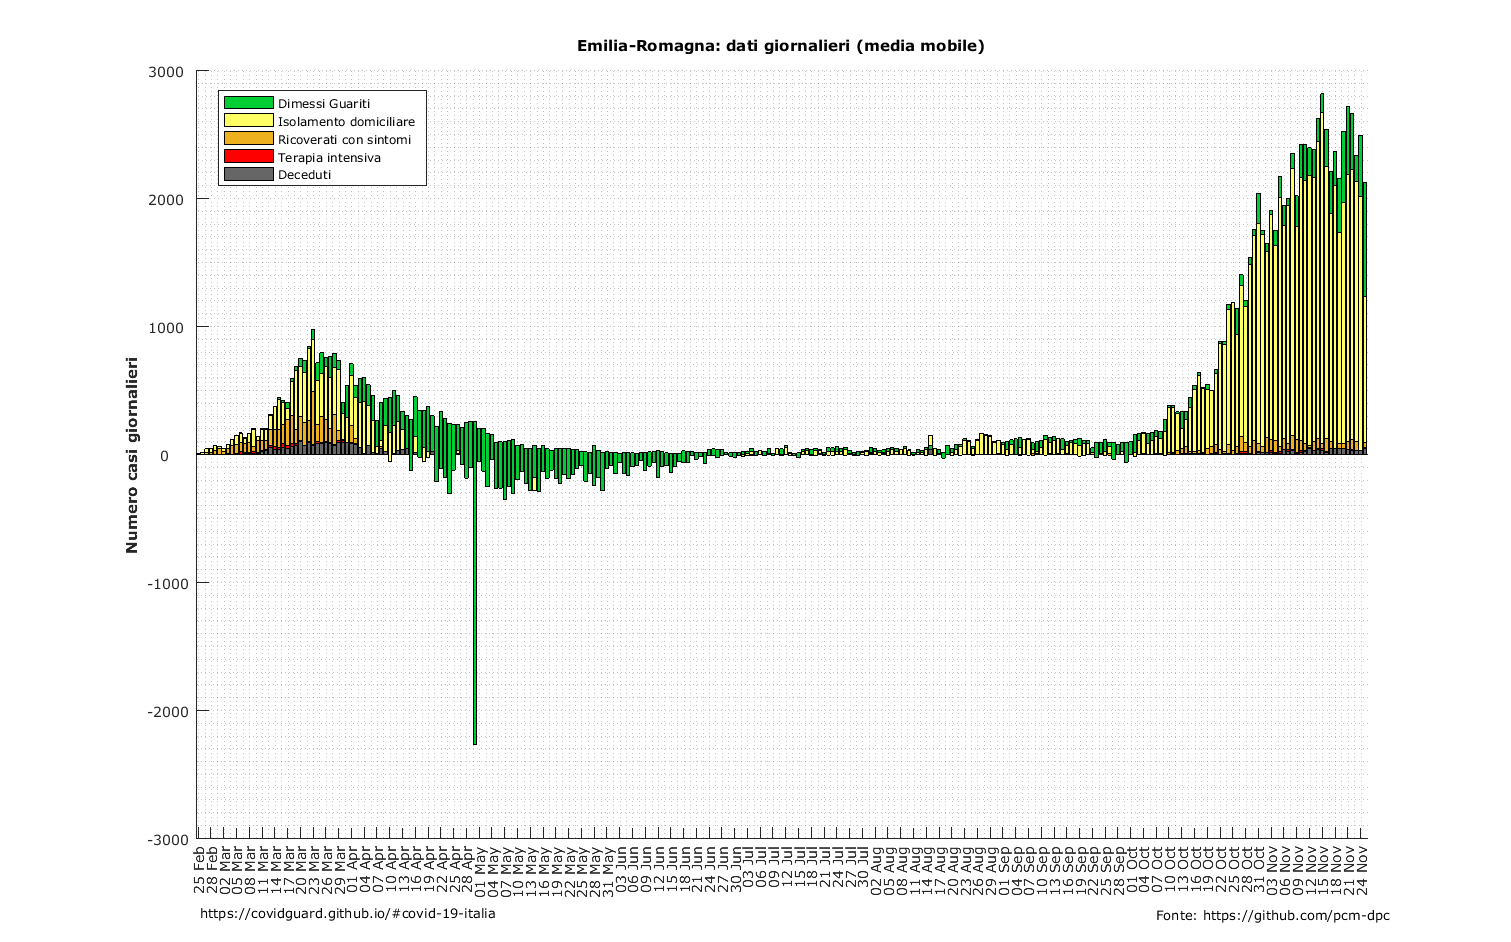 Emilia-Romagna: dati giornalieri (media mobile)
3000
2000
1000
0
-1000
-2000
-3000
Numero casi giornalieri
Dimessi Guariti
Isolamento domiciliare
Ricoverati con sintomi
Terapia intensiva
Deceduti
25 Feb
28 Feb
02 Mar
05 Mar
08 Mar
11 Mar
14 Mar
17 Mar
20 Mar
23 Mar
26 Mar
29 Mar
01 Apr
04 Apr
07 Apr
10 Apr
13 Apr
16 Apr
19 Apr
22 Apr
25 Apr
28 Apr
01 May
04 May
07 May
10 May
13 May
16 May
19 May
22 May
25 May
28 May
31 May
03 Jun
06 Jun
09 Jun
12 Jun
15 Jun
18 Jun
21 Jun
24 Jun
27 Jun
30 Jun
03 Jul
06 Jul
09 Jul
12 Jul
15 Jul
18 Jul
21 Jul
24 Jul
27 Jul
30 Jul
02 Aug
05 Aug
08 Aug
11 Aug
14 Aug
17 Aug
20 Aug
23 Aug
26 Aug
29 Aug
01 Sep
04 Sep
07 Sep
10 Sep
13 Sep
16 Sep
19 Sep
22 Sep
25 Sep
28 Sep
01 Oct
04 Oct
07 Oct
10 Oct
13 Oct
16 Oct
19 Oct
22 Oct
25 Oct
28 Oct
31 Oct
03 Nov
06 Nov
09 Nov
12 Nov
15 Nov
18 Nov
21 Nov
24 Nov
https://covidguard.github.io/#covid-19-italia
Fonte: https://github.com/pcm-dpc